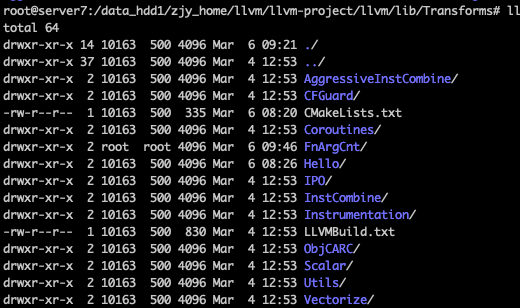 root@server7:/data_hdd1/zjy_home/llvm/llvm-project/llvm/lib/Transforms# ll
total 64
drwxr-xr-x 14 10163  500 4096 Mar  6 09:21 ./
drwxr-xr-x 37 10163  500 4096 Mar  4 12:53 ../
drwxr-xr-x  2 10163  500 4096 Mar  4 12:53 AggressiveInstCombine/
drwxr-xr-x  2 10163  500 4096 Mar  4 12:53 CFGuard/
-rw-r--r--  1 10163  500  335 Mar  6 08:20 CMakeLists.txt
drwxr-xr-x  2 10163  500 4096 Mar  4 12:53 Coroutines/
drwxr-xr-x  2 root  root 4096 Mar  6 09:46 FnArgCnt/
drwxr-xr-x  2 10163  500 4096 Mar  6 08:26 Hello/
drwxr-xr-x  2 10163  500 4096 Mar  4 12:53 IPO/
drwxr-xr-x  2 10163  500 4096 Mar  4 12:53 InstCombine/
drwxr-xr-x  2 10163  500 4096 Mar  4 12:53 Instrumentation/
-rw-r--r--  1 10163  500  830 Mar  4 12:53 LLVMBuild.txt
drwxr-xr-x  2 10163  500 4096 Mar  4 12:53 ObjCARC/
drwxr-xr-x  2 10163  500 4096 Mar  4 12:53 Scalar/
drwxr-xr-x  2 10163  500 4096 Mar  4 12:53 Utils/
drwxr-xr-x  2 10163  500 4096 Mar  4 12:53 Vectorize/